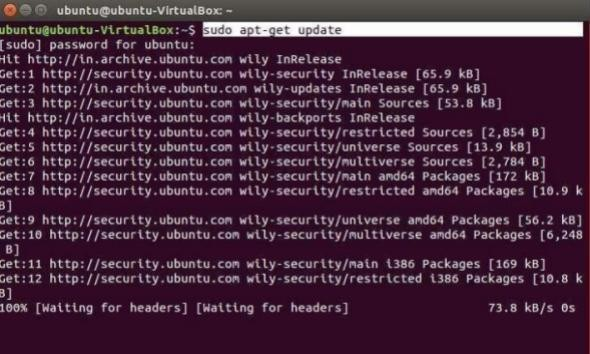 ubuntu@ubuntu-VirtualBox: ~
ubuntu@ubuntu-VirtualBox:~$ sudo apt-get update
[sudo] password for ubuntu:
Hit http://in.archive.ubuntu.com wily InRelease
Get:1 http://security.ubuntu.com wily-security InRelease [65.9 kB]
Get:2 http://in.archive.ubuntu.com wily-updates InRelease [65.9 kB]
Get:3 http://security.ubuntu.com wily-security/main Sources [53.8 kB]
Hit http://in.archive.ubuntu.com wily-backports InRelease
Get:4 http://security.ubuntu.com wily-security/restricted Sources [2,854 B]
Get:5 http://security.ubuntu.com wily-security/universe Sources [13.9 kB]
Get:6 http://security.ubuntu.com wily-security/multiverse Sources [2,784 B]
Get:7 http://security.ubuntu.com wily-security/main amd64 Packages [172 kB]
Get:8 http://security.ubuntu.com wily-security/restricted amd64 Packages [10.9 k
B]
Get:9 http://security.ubuntu.com wily-security/universe amd64 Packages [56.2 kB]
Get:10 http://security.ubuntu.com wily-security/multiverse amd64 Packages [6,248
B]
Get:11 http://security.ubuntu.com wily-security/main i386 Packages [169 kB]
Get:12 http://security.ubuntu.com wily-security/restricted i386 Packages [10.8 k
B]
100% [Waiting for headers] [Waiting for headers] 73.8 kB/s 0s